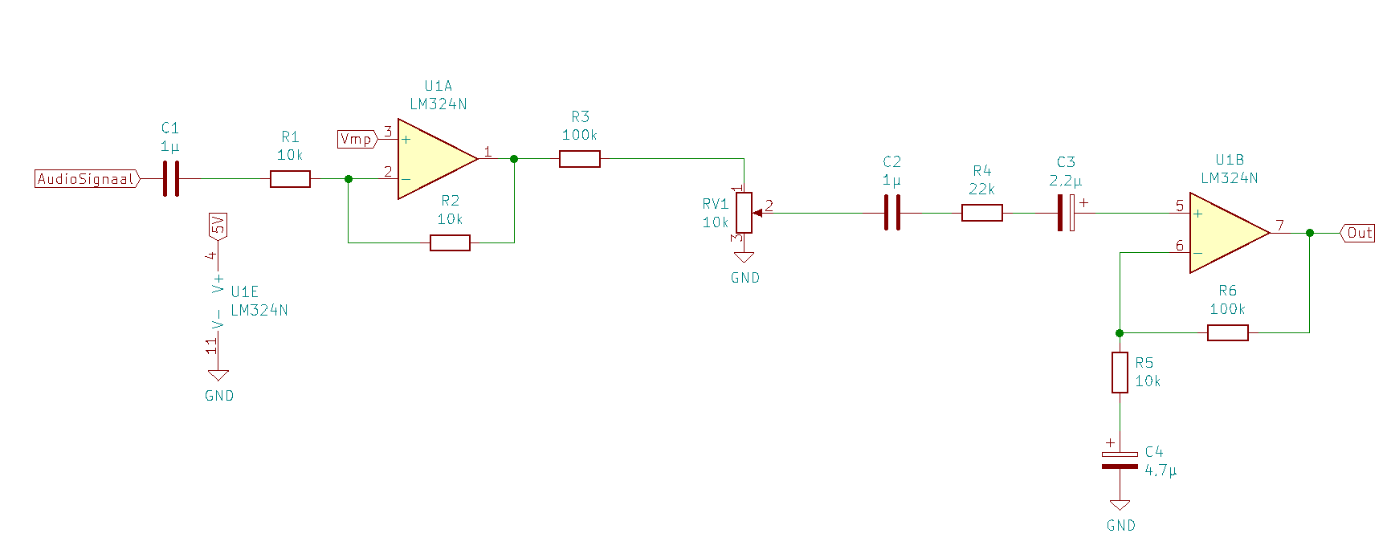 U1A
LM324N
C1
1µ
R1
10k
Vmp
3
+
2
−
1
R3
100k
AudioSignaal
R2
10k
5V
4
V+
U1E
LM324N
V−
11
GND
RV1
10k
1
2
3
GND
C2
1µ
R4
22k
C3
2.2µ
+
U1B
LM324N
5
+
6
−
7
Out
R6
100k
R5
10k
+
C4
4.7µ
GND